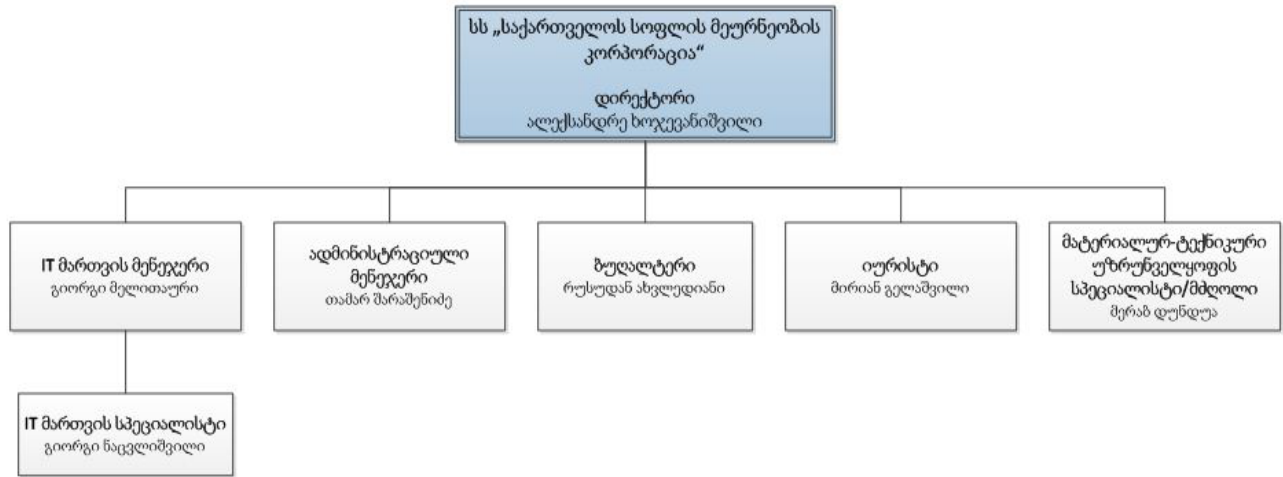 სს „საქართველოს სოფლის მეურნეობის
კორპორაცია“
დირექტორი
ალექსანდრე ხოჯევანიშვილი
IT მართვის მენეჯერი
გიორგი მელითაური
ადმინისტრაციული
მენეჯერი
თამარ შარაშენიძე
ბუღალტერი
რუსუდან ახვლედიანი
იურისტი
მირიან გელაშვილი
მატერიალურ-ტექნიკური
უზრუნველყოფის
სპეციალისტი/მძღოლი
მერაბ დუნდუა
IT მართვის სპეციალისტი
გიორგი ნაცვლიშვილი